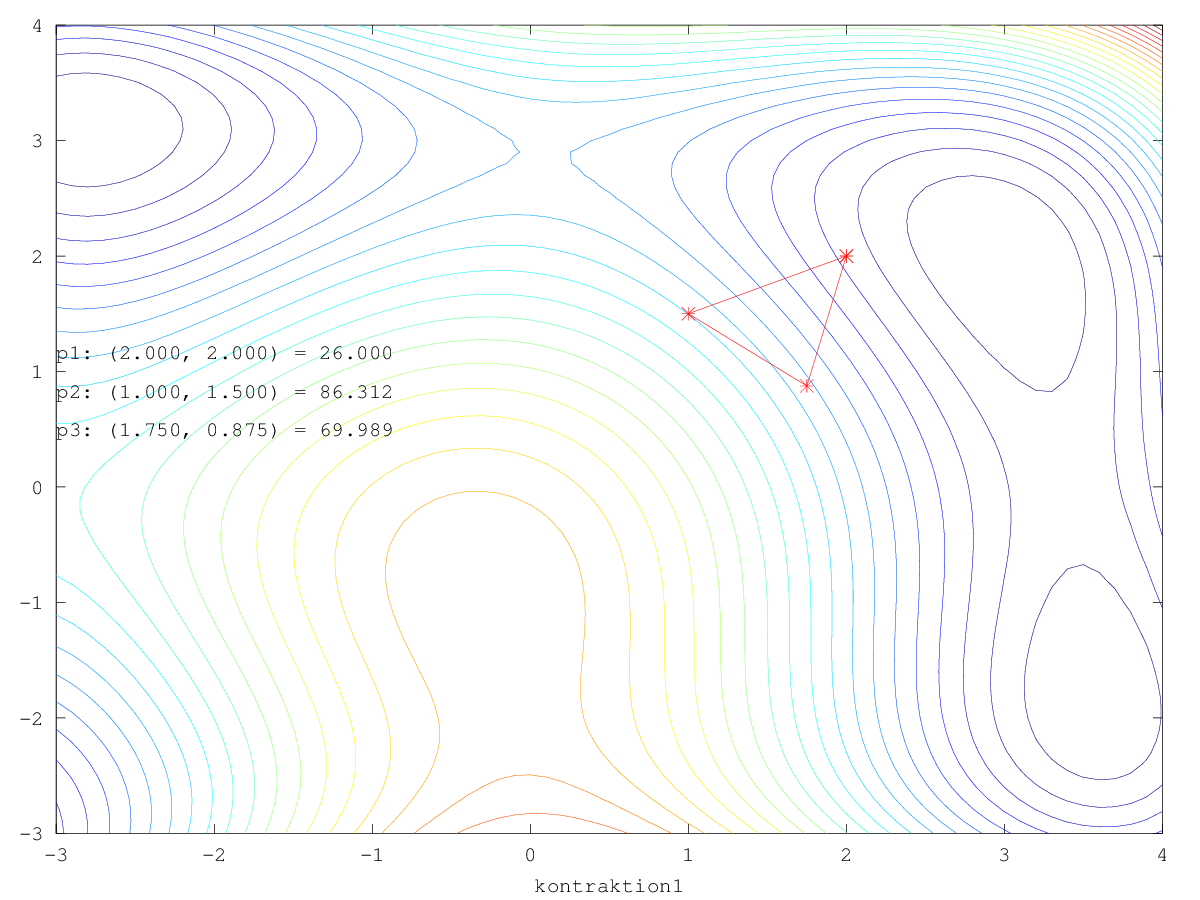 4
3
2
p1: (2.000, 2.000) = 26.000
1
p2: (1.000, 1.500) = 86.312
p3: (1.750, 0.875) = 69.989
0
-1
-2
-3
-3 -2 -1 0 1 2 3 4
kontraktion1